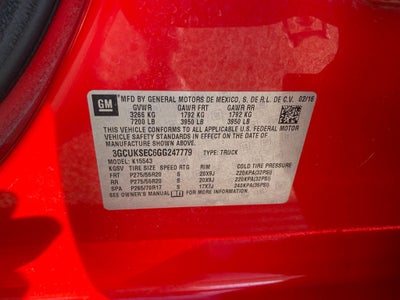 GM
MFD BY GENERAL MOTORS DE MEXICO, S. DE R.L. DE C.V. 02/16
GVWR GAWR FRT GAWR RR
3266 KG 1792 KG 1792 KG
7200 LB 3950 LB 3950 LB
THIS VEHICLE CONFORMS TO ALL APPLICABLE U.S. FEDERAL MOTOR
VEHICLE SAFETY STANDARDS IN EFFECT ON THE DATE OF
MANUFACTURE SHOWN ABOVE.
3GCUKSEC6GG247779 TYPE: TRUCK
MODEL: K15543
TIRE SIZE SPEED RTG RIM COLD TIRE PRESSURE
FRT P275/55R20 S 20X9J 220KPA(32PSI)
RR P275/55R20 S 20X9J 220KPA(32PSI)
SPA P265/70R17 S 240KPA(35PSI)
SEE OWNER'S MANUAL FOR